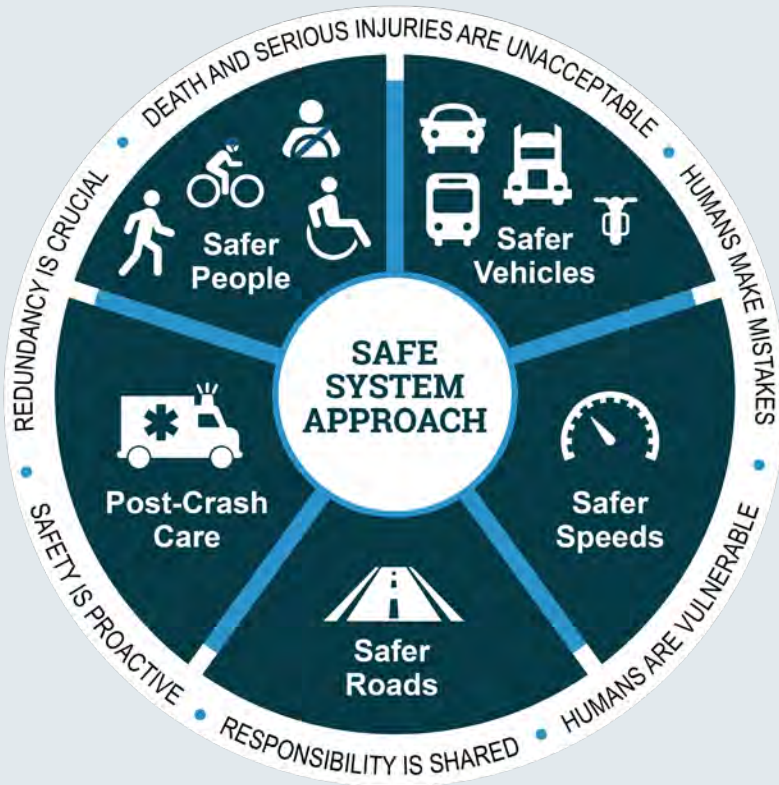 DEATH AND SERIOUS INJURIES ARE UNACCEPTABLE
HUMANS MAKE MISTAKES
HUMANS ARE VULNERABLE
RESPONSIBILITY IS SHARED
SAFETY IS PROACTIVE
REDUNDANCY IS CRUCIAL
Safer
People
Safer
Vehicles
SAFE
SYSTEM
APPROACH
Post-Crash
Care
Safer
Speeds
Safer
Roads